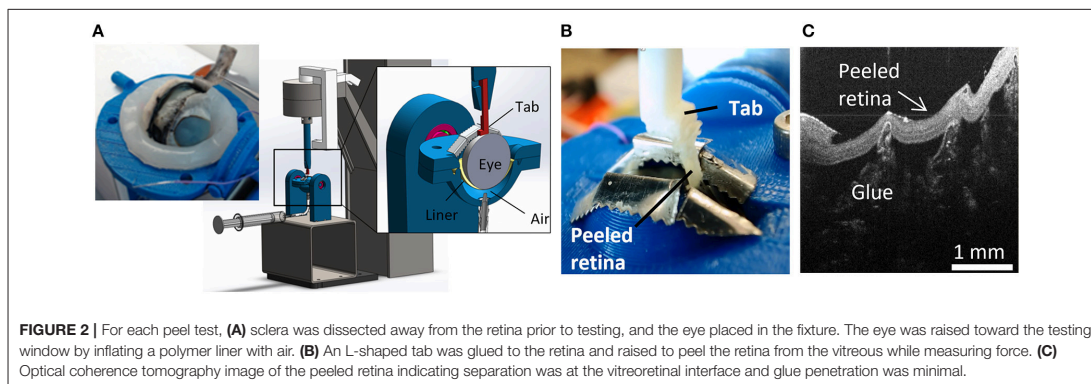 A
B
C
Tab
Eye
Liner
Air
Tab
Peeled
retina
Peeled
retina
Glue
1 mm
FIGURE 2 | For each peel test, (A) sclera was dissected away from the retina prior to testing, and the eye placed in the fixture. The eye was raised toward the testing
window by inflating a polymer liner with air. (B) An L-shaped tab was glued to the retina and raised to peel the retina from the vitreous while measuring force. (C)
Optical coherence tomography image of the peeled retina indicating separation was at the vitreoretinal interface and glue penetration was minimal.